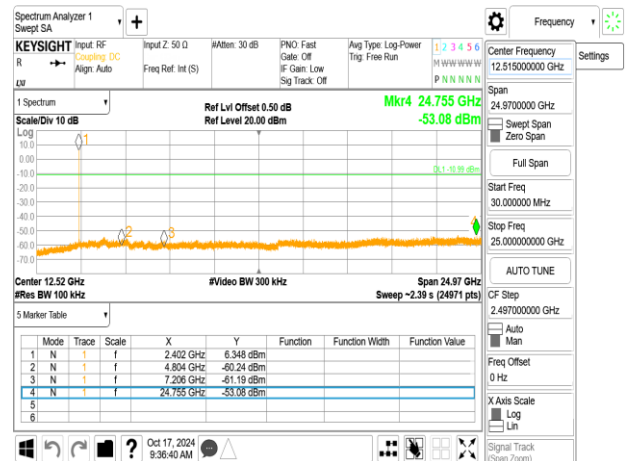 Spectrum Analyzer 1
Swept SA
Frequency
KEYSIGHT
R
Input: RF
Coupling: DC
Align: Auto
Input Z: 50 Ω
Freq Ref: Int (S)
#Atten: 30 dB
PNO: Fast
Gate: Off
IF Gain: Low
Sig Track: Off
Avg Type: Log-Power
Trig: Free Run
1 2 3 4 5 6
M W W W W W
P N N N N N
1 Spectrum
Scale/Div 10 dB
Log
Ref Lvl Offset 0.50 dB
Ref Level 20.00 dBm
Mkr4 24.755 GHz
-53.08 dBm
10.0
0.00
-10.0
-20.0
-30.0
-40.0
-50.0
-60.0
-70.0
1
2
3
DL1 -10.99 dBm
Center 12.52 GHz
#Res BW 100 kHz
#Video BW 300 kHz
Span 24.97 GHz
Sweep ~2.39 s (24971 pts)
5 Marker Table
Mode Trace Scale X Y Function Function Width Function Value
1 N 1 f 2.402 GHz 6.348 dBm
2 N 1 f 4.804 GHz -60.24 dBm
3 N 1 f 7.206 GHz -61.19 dBm
4 N 1 f 24.755 GHz -53.08 dBm
5
6
Oct 17, 2024
9:36:40 AM
Center Frequency
12.515000000 GHz
Settings
Span
24.9700000 GHz
Swept Span
Zero Span
Full Span
Start Freq
30.000000 MHz
Stop Freq
25.000000000 GHz
AUTO TUNE
CF Step
2.497000000 GHz
Auto
Man
Freq Offset
0 Hz
X Axis Scale
Log
Lin
Signal Track
(Span Zoom)